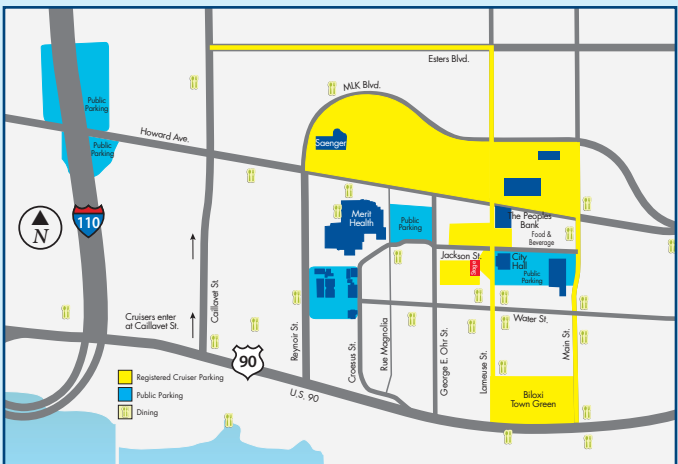 Esters Blvd.
MLK Blvd.
Public
Parking
Howard Ave.
Public
Parking
Saenger
110
N
Merit
Health
Public
Parking
The Peoples
Bank
Food &
Beverage
Jackson St.
Stage
City
Hall
Public
Parking
Cruisers enter
at Caillavet St.
Caillavet St.
Reynoir St.
Croesus St.
Rue Magnolia
George E. Ohr St.
Lameuse St.
Water St.
Main St.
90
U.S. 90
Biloxi
Town Green
Registered Cruiser Parking
Public Parking
Dining